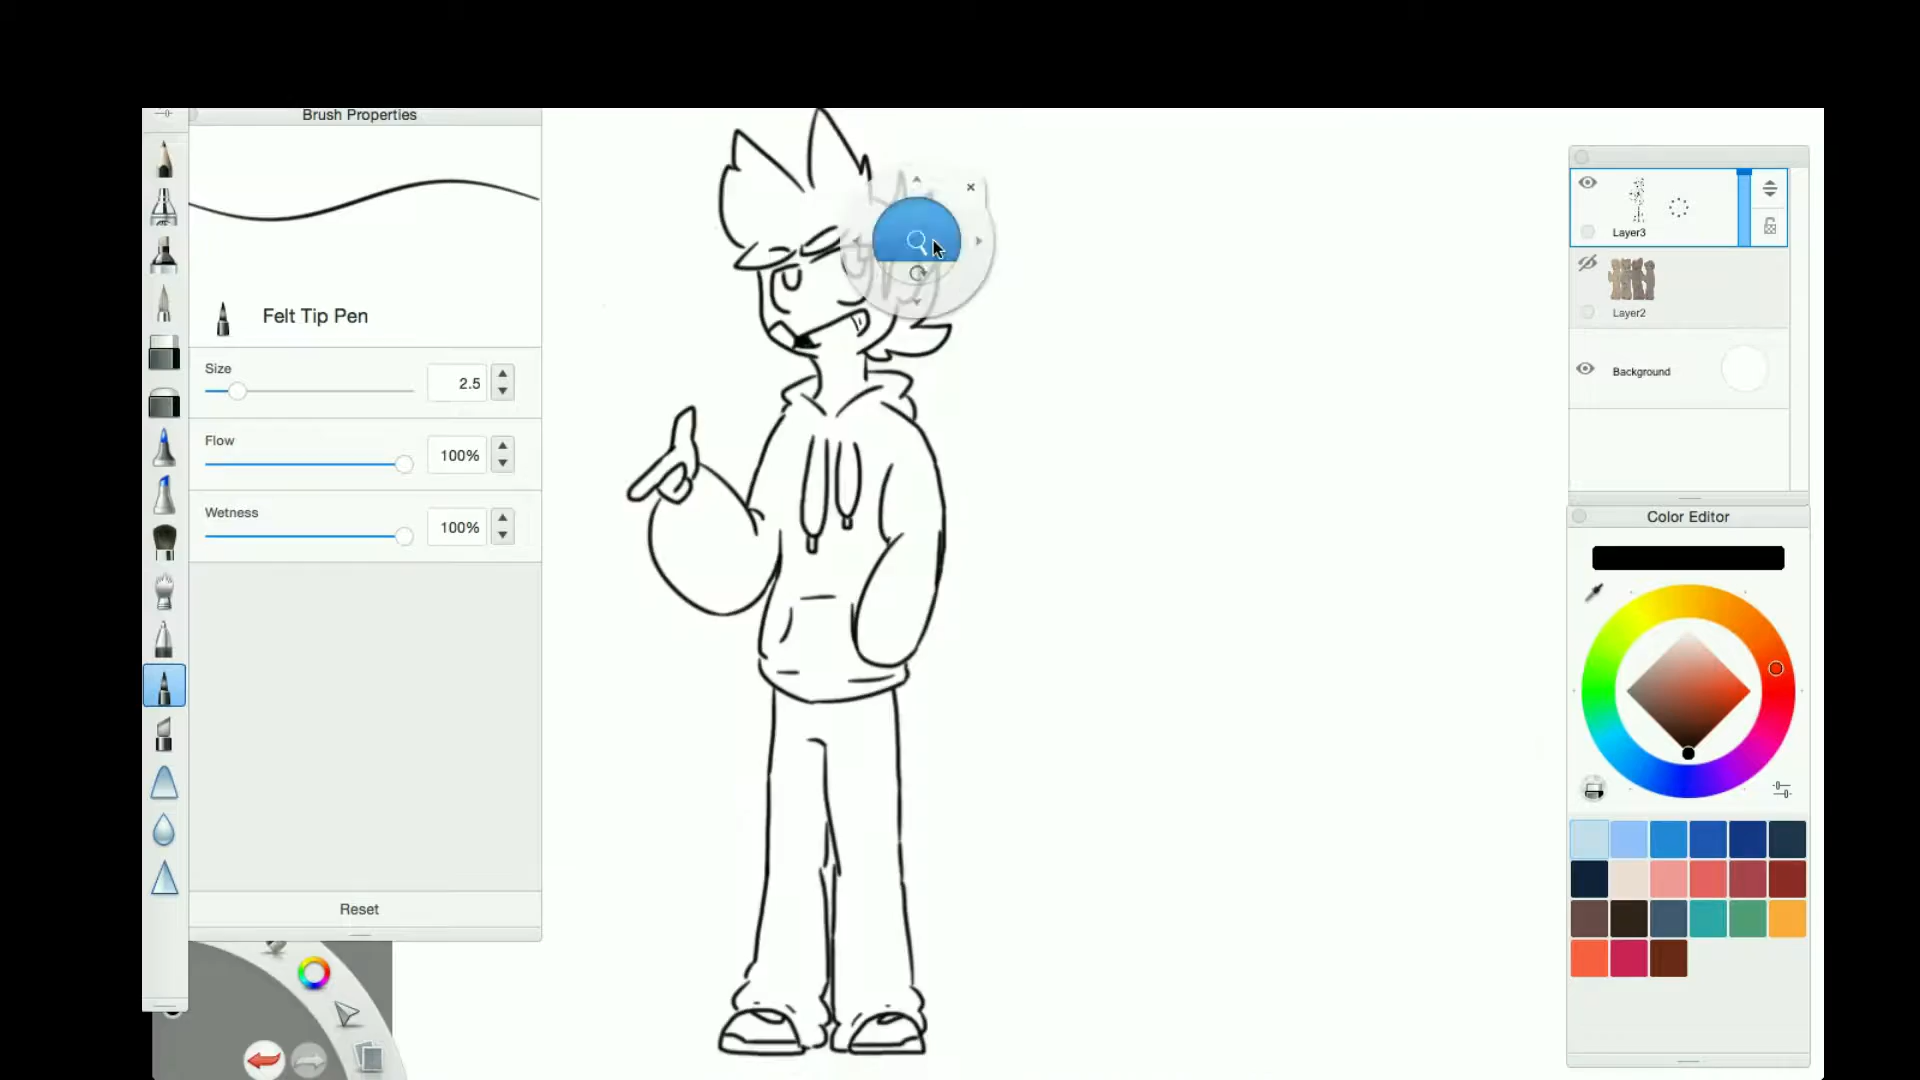 Brush Properties
Felt Tip Pen
Size
2.5
Flow
100%
Wetness
100%
Reset
Layer3
Layer2
Background
Color Editor